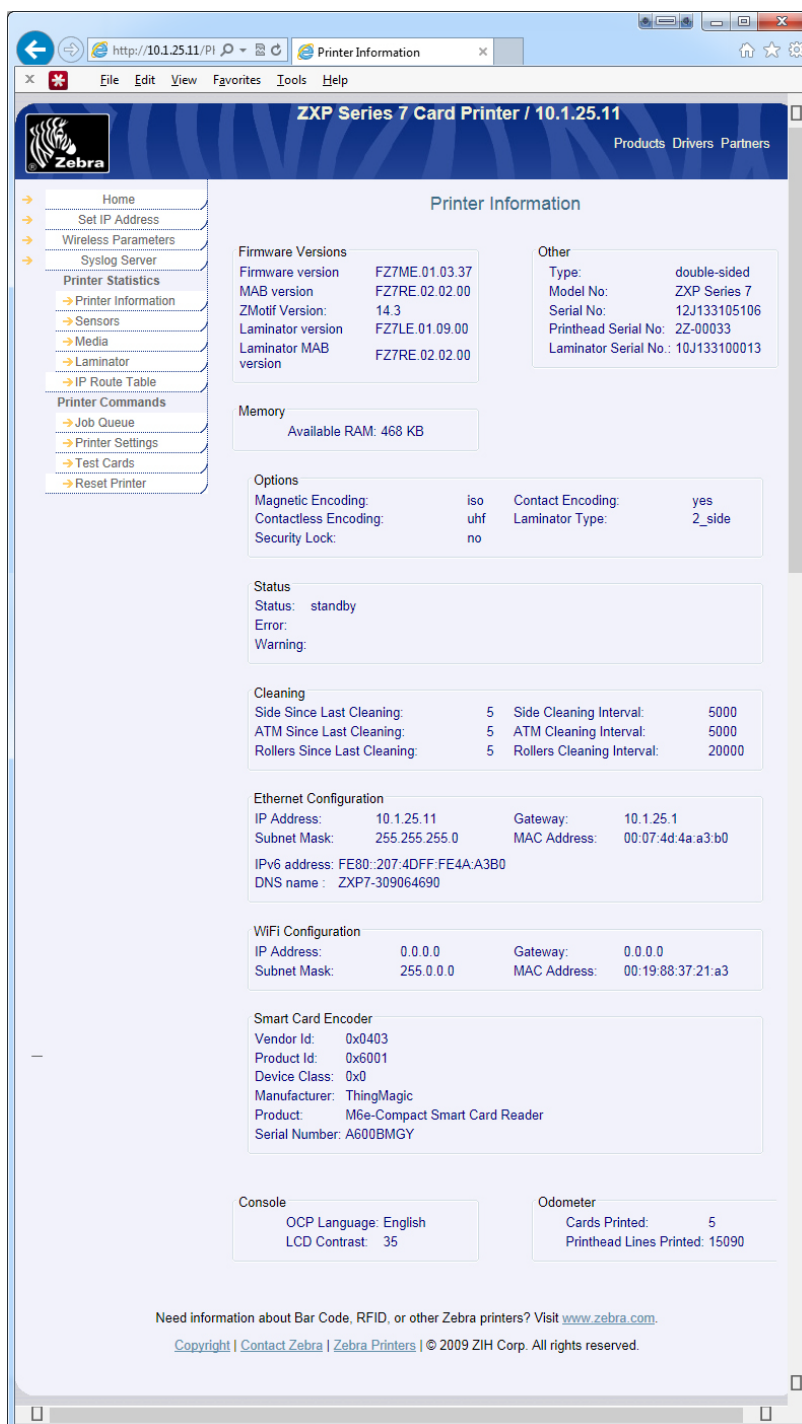 http://10.1.25.11/PI
Printer Information
File Edit View Favorites Tools Help
Zebra
®
ZXP Series 7 Card Printer / 10.1.25.11
Products Drivers Partners
Home
Set IP Address
Wireless Parameters
Syslog Server
Printer Statistics
Printer Information
Sensors
Media
Laminator
IP Route Table
Printer Commands
Job Queue
Printer Settings
Test Cards
Reset Printer
Printer Information
Firmware Versions
Firmware version FZ7ME.01.03.37
MAB version FZ7RE.02.02.00
ZMotif Version: 14.3
Laminator version FZ7LE.01.09.00
Laminator MAB
version FZ7RE.02.02.00
Other
Type: double-sided
Model No: ZXP Series 7
Serial No: 12J133105106
Printhead Serial No: 2Z-00033
Laminator Serial No.: 10J133100013
Memory
Available RAM: 468 KB
Options
Magnetic Encoding: iso Contact Encoding: yes
Contactless Encoding: uhf Laminator Type: 2_side
Security Lock: no
Status
Status: standby
Error:
Warning:
Cleaning
Side Since Last Cleaning: 5 Side Cleaning Interval: 5000
ATM Since Last Cleaning: 5 ATM Cleaning Interval: 5000
Rollers Since Last Cleaning: 5 Rollers Cleaning Interval: 20000
Ethernet Configuration
IP Address: 10.1.25.11 Gateway: 10.1.25.1
Subnet Mask: 255.255.255.0 MAC Address: 00:07:4d:4a:a3:b0
IPv6 address: FE80::207:4DFF:FE4A:A3B0
DNS name : ZXP7-309064690
WiFi Configuration
IP Address: 0.0.0.0 Gateway: 0.0.0.0
Subnet Mask: 255.0.0.0 MAC Address: 00:19:88:37:21:a3
Smart Card Encoder
Vendor Id: 0x0403
Product Id: 0x6001
Device Class: 0x0
Manufacturer: ThingMagic
Product: M6e-Compact Smart Card Reader
Serial Number: A600BMGY
Console
OCP Language: English
LCD Contrast: 35
Odometer
Cards Printed: 5
Printhead Lines Printed: 15090
Need information about Bar Code, RFID, or other Zebra printers? Visit www.zebra.com.
Copyright | Contact Zebra | Zebra Printers | © 2009 ZIH Corp. All rights reserved.